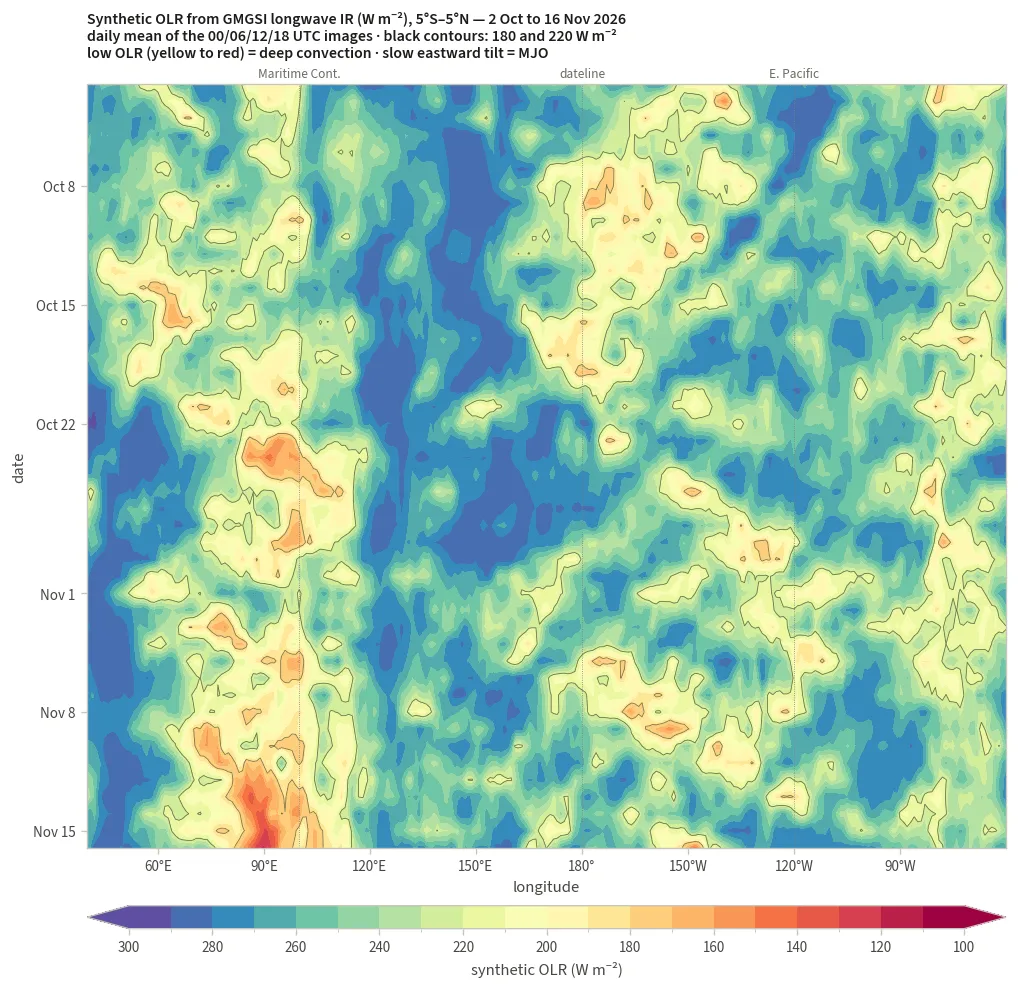 Synthetic OLR from GMGSI longwave IR (W m⁻²), 5°S–5°N — 2 Oct to 16 Nov 2026
daily mean of the 00/06/12/18 UTC images · black contours: 180 and 220 W m⁻²
low OLR (yellow to red) = deep convection · slow eastward tilt = MJO
Maritime Cont. dateline E. Pacific
date
Oct 8
Oct 15
Oct 22
Nov 1
Nov 8
Nov 15
60°E 90°E 120°E 150°E 180° 150°W 120°W 90°W
longitude
300 280 260 240 220 200 180 160 140 120 100
synthetic OLR (W m⁻²)